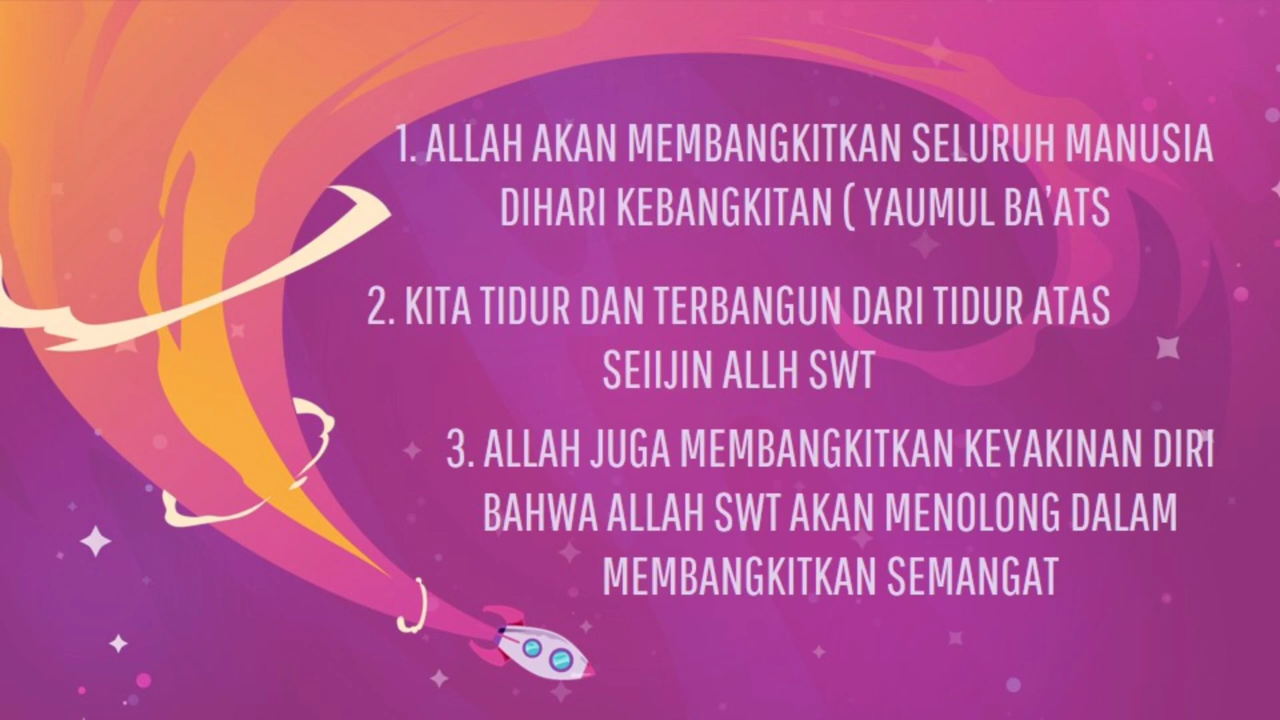 1. ALLAH AKAN MEMBANGKITKAN SELURUH MANUSIA
DIHARI KEBANGKITAN ( YAUMUL BA'ATS
2. KITA TIDUR DAN TERBANGUN DARI TIDUR ATAS
SEIIJIN ALLH SWT
3. ALLAH JUGA MEMBANGKITKAN KEYAKINAN DIRI
BAHWA ALLAH SWT AKAN MENOLONG DALAM
MEMBANGKITKAN SEMANGAT